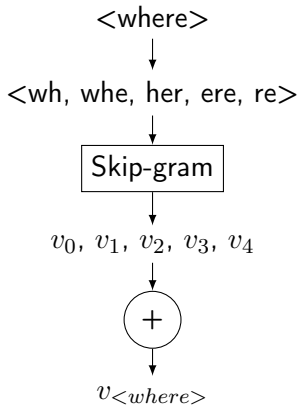 <where>
<wh, whe, her, ere, re>
Skip-gram
v₀, v₁, v₂, v₃, v₄
+
v<where>